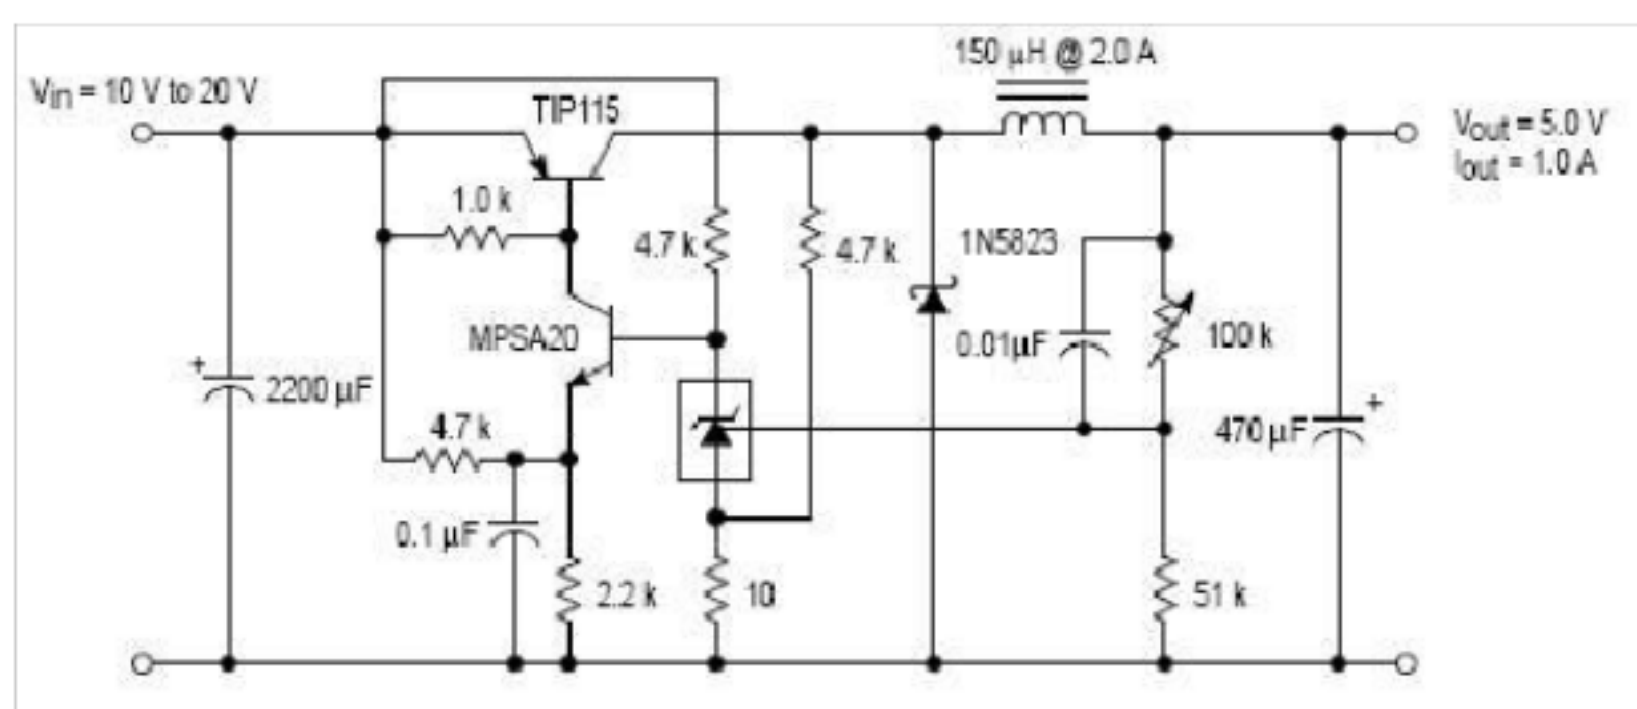 150 µH @ 2.0 A
Vin = 10 V to 20 V
TIP115
Vout = 5.0 V
Iout = 1.0 A
1.0 k
4.7 k
4.7 k
1N5823
MPSA20
0.01µF
100 k
+
2200 µF
+
4.7 k
470 µF
0.1 µF
2.2 k
10
51 k